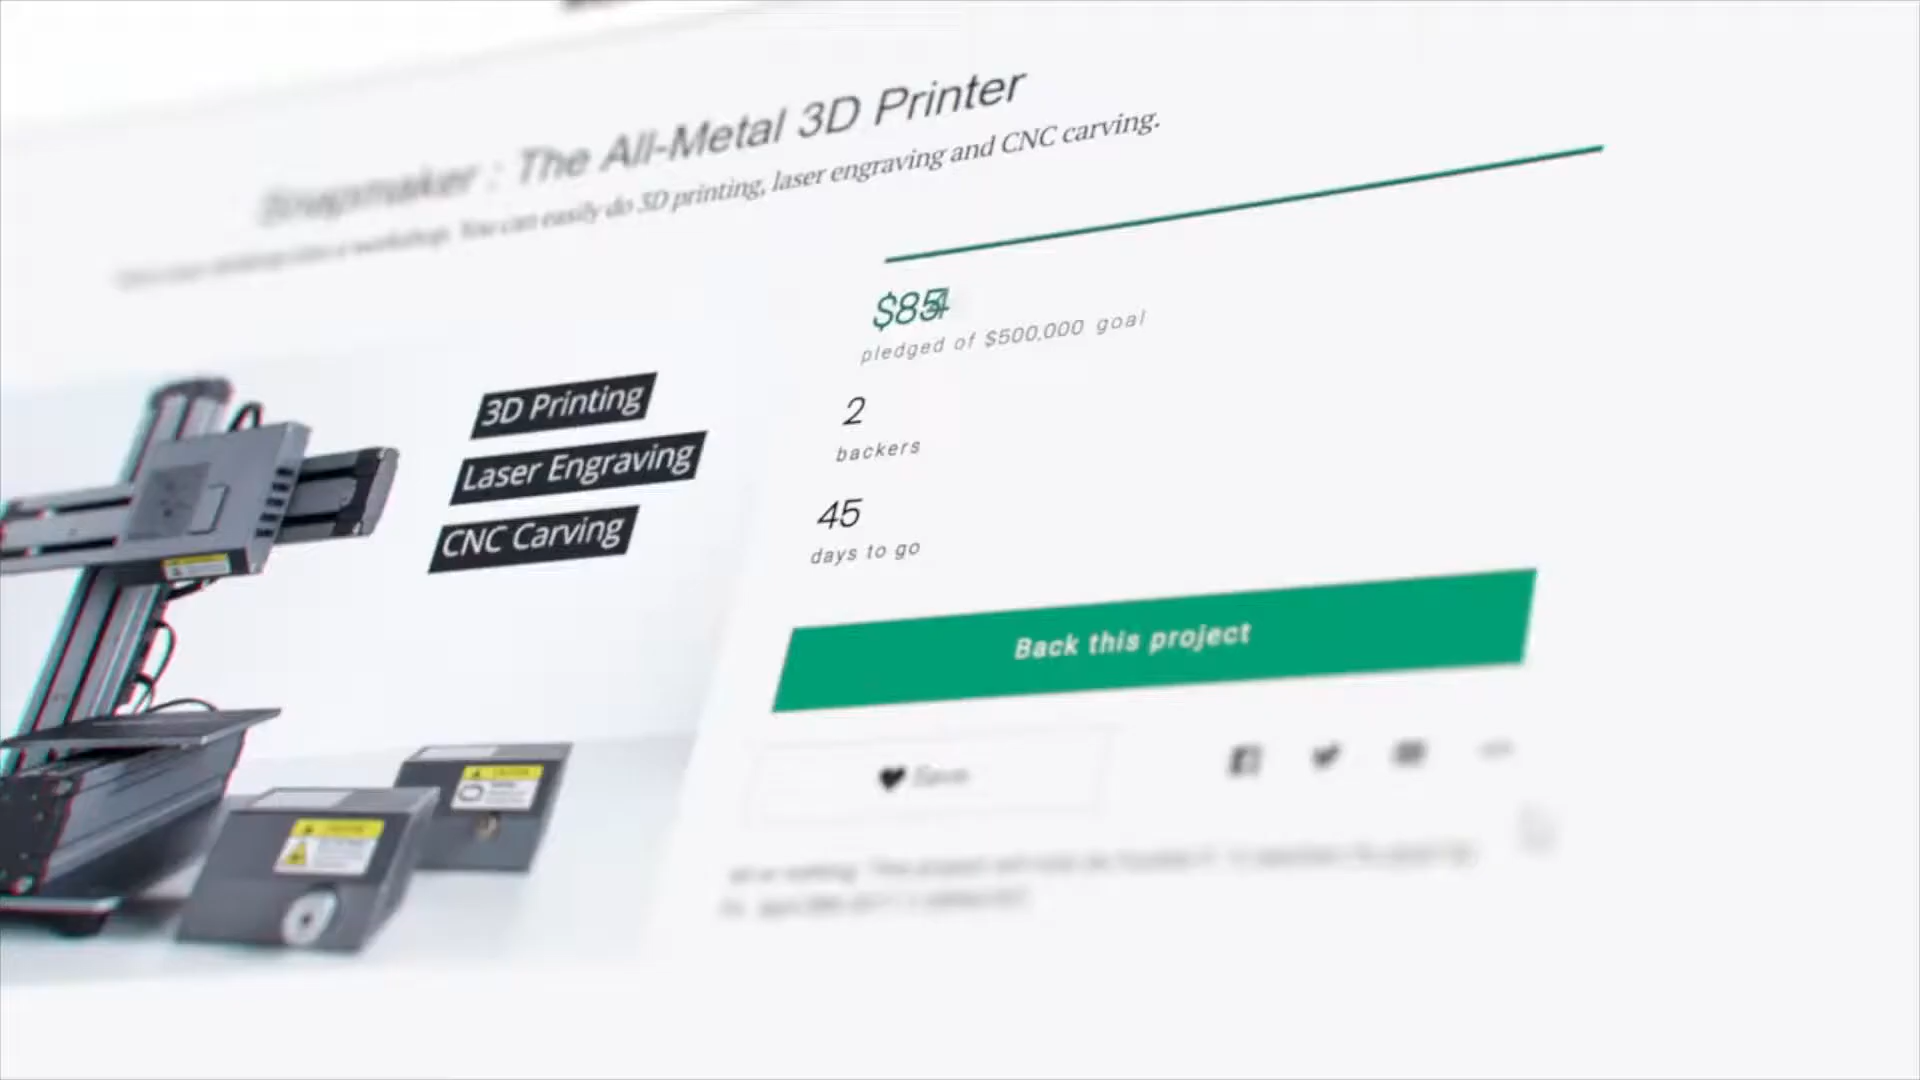 Snapmaker : The All-Metal 3D Printer
workshop. You can easily do 3D printing, laser engraving and CNC carving.
3D Printing
Laser Engraving
CNC Carving
pledged of $500,000 goal
2
backers
45
days to go
Back this project
Save